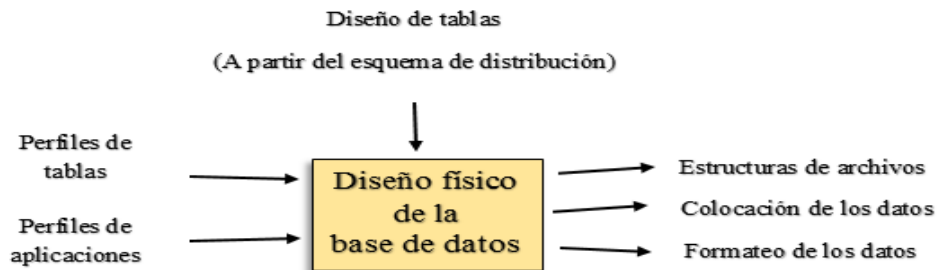 Diseño de tablas
(A partir del esquema de distribución)
Perfiles de
tablas
Perfiles de
aplicaciones
Diseño físico
de la
base de datos
Estructuras de archivos
Colocación de los datos
Formateo de los datos